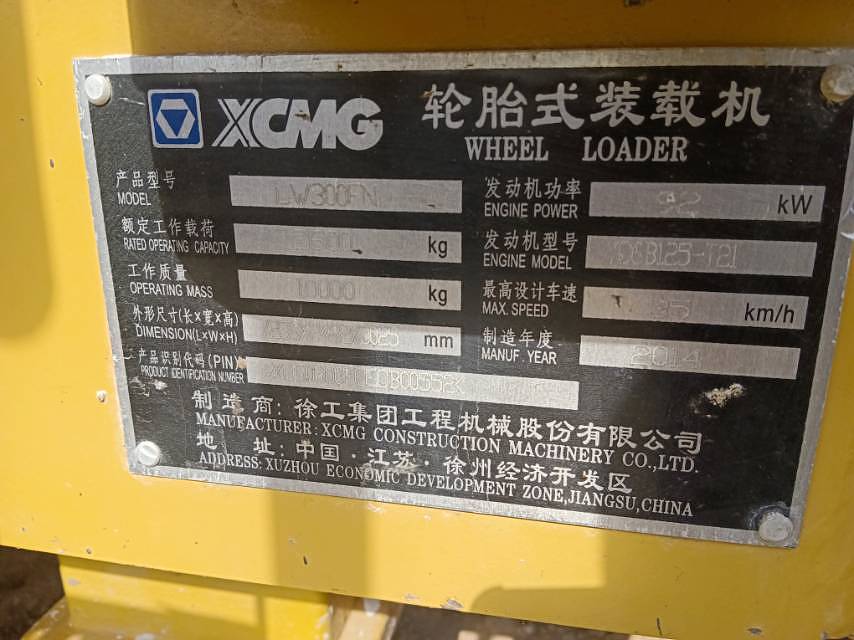 XCMG 轮胎式装载机
WHEEL LOADER
产品型号 LW300FN
MODEL
发动机功率 92 kW
ENGINE POWER
额定工作载荷 kg
RATED OPERATING CAPACITY
发动机型号
ENGINE MODEL
工作质量 10000 kg
OPERATING MASS
最高设计车速 km/h
MAX. SPEED
外形尺寸(长×宽×高) mm
DIMENSION(L×W×H)
制造年度 2014
MANUF. YEAR
产品识别代码(PIN)
PRODUCT IDENTIFICATION NUMBER
制造商:徐工集团工程机械股份有限公司
MANUFACTURER: XCMG CONSTRUCTION MACHINERY CO.,LTD.
地 址:中国·江苏·徐州经济开发区
ADDRESS: XUZHOU ECONOMIC DEVELOPMENT ZONE,JIANGSU,CHINA